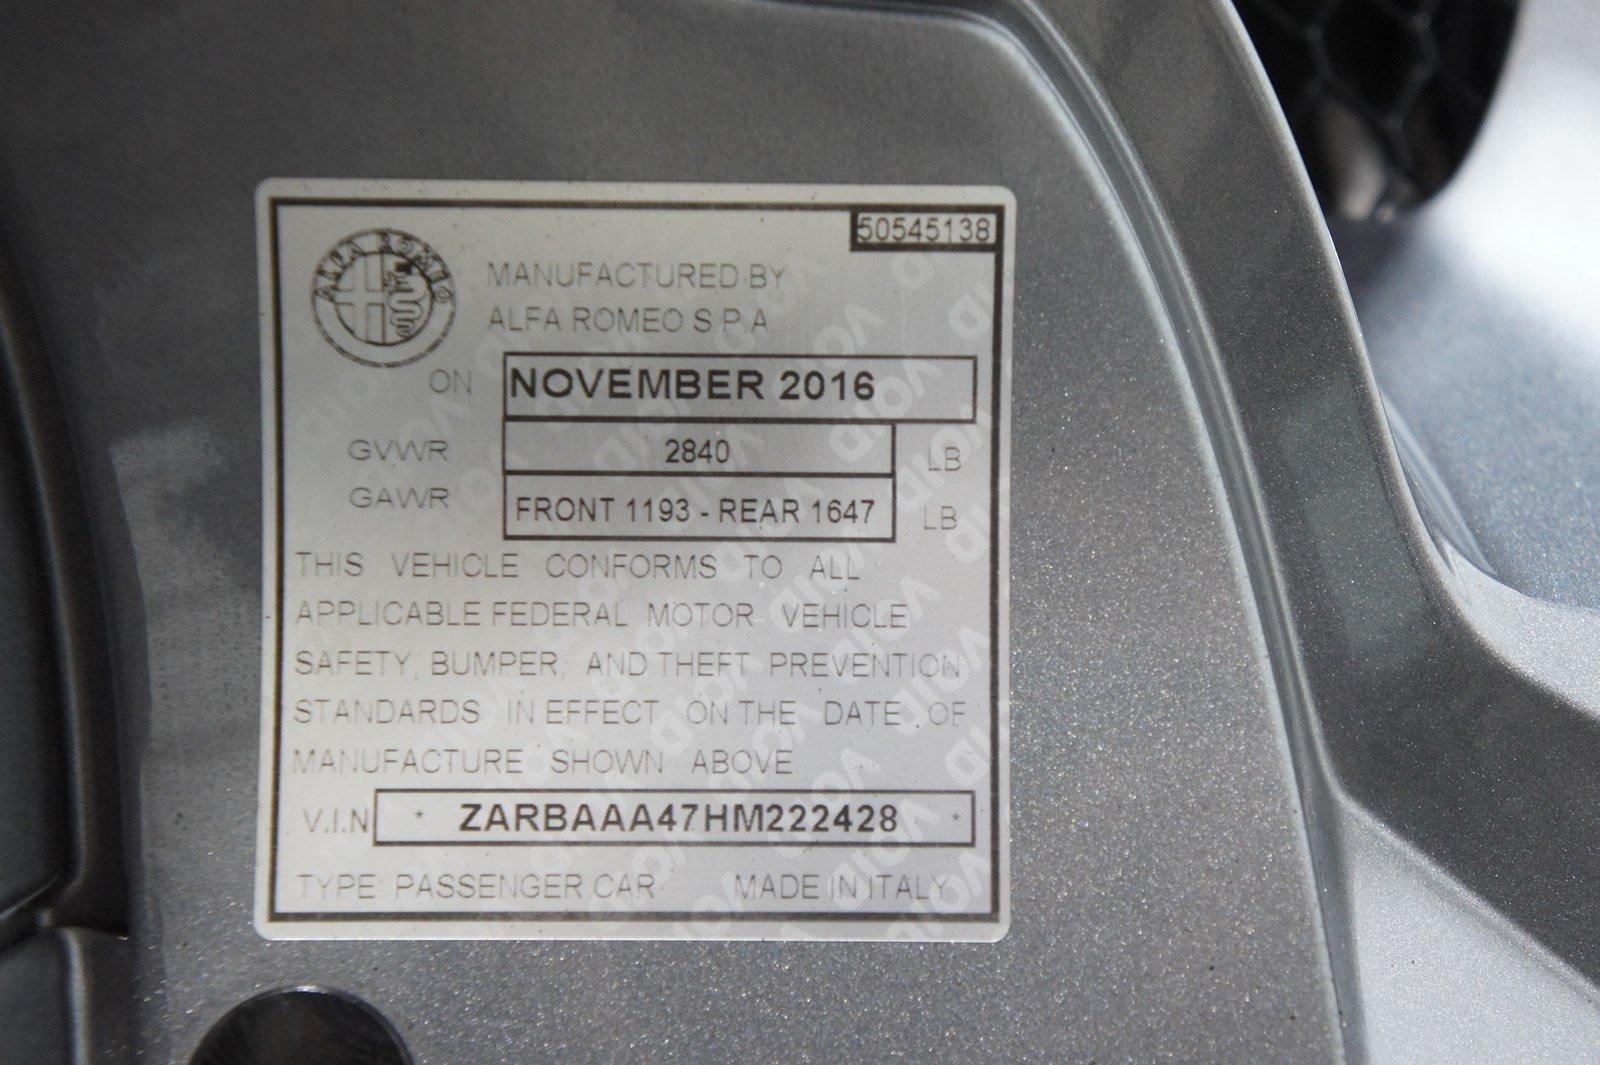 50545138
ALFA ROMEO
MANUFACTURED BY
ALFA ROMEO S.P.A.
ON NOVEMBER 2016
GVWR 2840 LB
GAWR FRONT 1193 - REAR 1647 LB
THIS VEHICLE CONFORMS TO ALL
APPLICABLE FEDERAL MOTOR VEHICLE
SAFETY, BUMPER, AND THEFT PREVENTION
STANDARDS IN EFFECT ON THE DATE OF
MANUFACTURE SHOWN ABOVE
V.I.N * ZARBAAA47HM222428 *
TYPE: PASSENGER CAR MADE IN ITALY